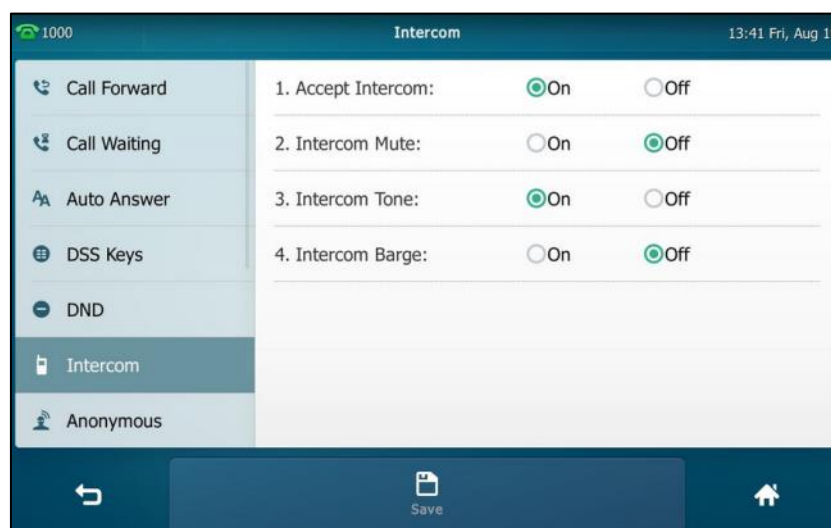 1000 Intercom 13:41 Fri, Aug 1
Call Forward
Call Waiting
Auto Answer
DSS Keys
DND
Intercom
Anonymous
1. Accept Intercom: On Off
2. Intercom Mute: On Off
3. Intercom Tone: On Off
4. Intercom Barge: On Off
Save